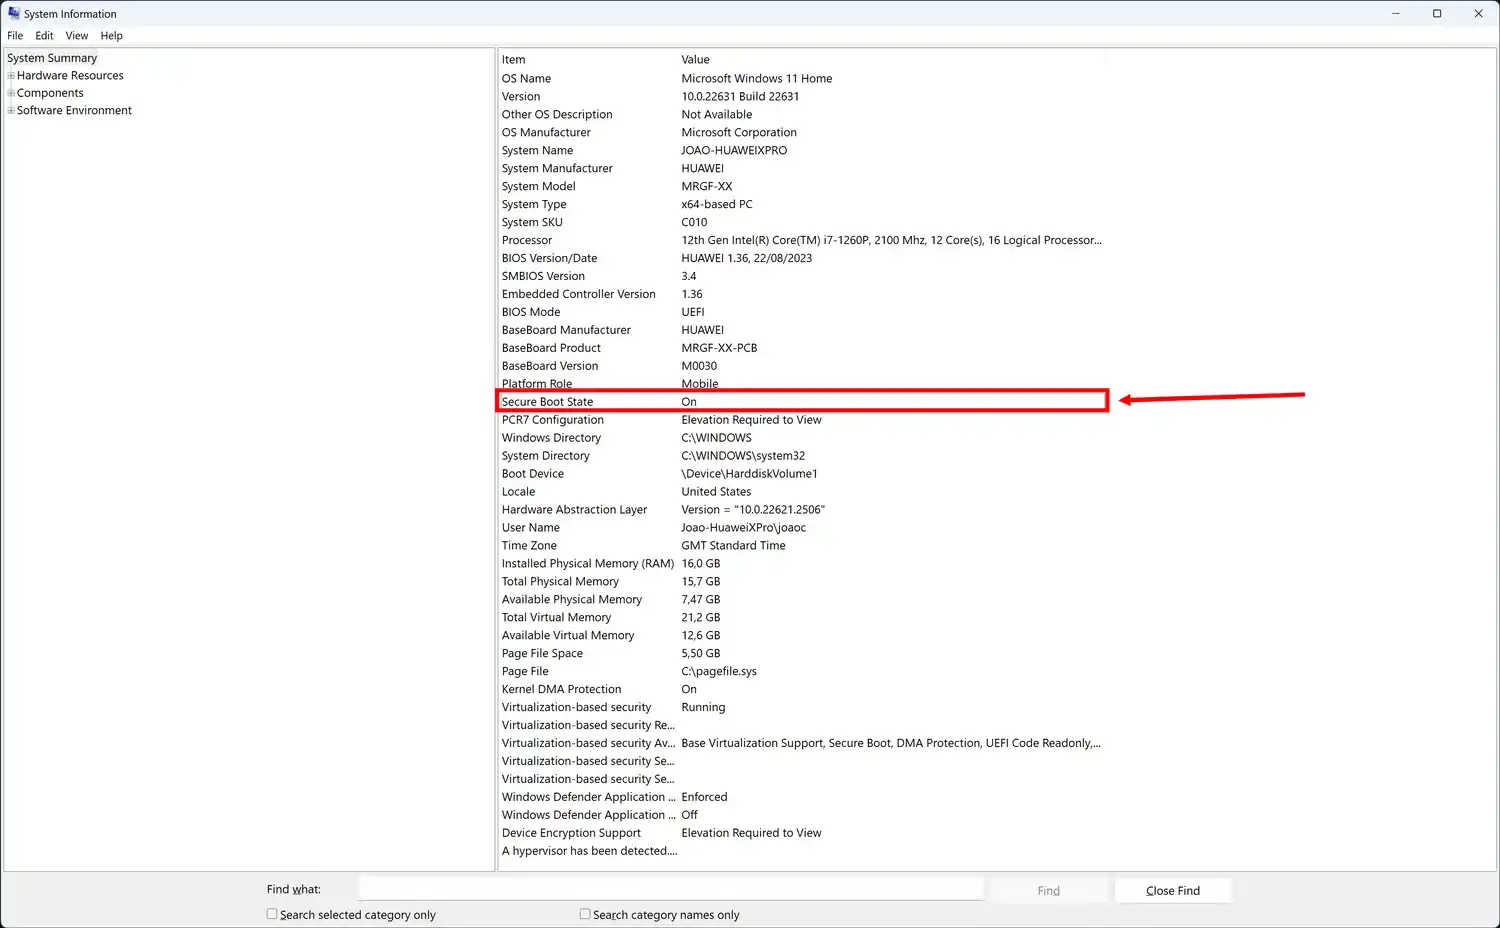 System Information
File Edit View Help
System Summary
Hardware Resources
Components
Software Environment
Item Value
OS Name Microsoft Windows 11 Home
Version 10.0.22631 Build 22631
Other OS Description Not Available
OS Manufacturer Microsoft Corporation
System Name JOAO-HUAWEIXPRO
System Manufacturer HUAWEI
System Model MRGF-XX
System Type x64-based PC
System SKU C010
Processor 12th Gen Intel(R) Core(TM) i7-1260P, 2100 Mhz, 12 Core(s), 16 Logical Processor...
BIOS Version/Date HUAWEI 1.36, 22/08/2023
SMBIOS Version 3.4
Embedded Controller Version 1.36
BIOS Mode UEFI
BaseBoard Manufacturer HUAWEI
BaseBoard Product MRGF-XX-PCB
BaseBoard Version M0030
Platform Role Mobile
Secure Boot State On
PCR7 Configuration Elevation Required to View
Windows Directory C:\WINDOWS
System Directory C:\WINDOWS\system32
Boot Device \Device\HarddiskVolume1
Locale United States
Hardware Abstraction Layer Version = "10.0.22621.2506"
User Name Joao-HuaweiXPro\joaoc
Time Zone GMT Standard Time
Installed Physical Memory (RAM) 16,0 GB
Total Physical Memory 15,7 GB
Available Physical Memory 7,47 GB
Total Virtual Memory 21,2 GB
Available Virtual Memory 12,6 GB
Page File Space 5,50 GB
Page File C:\pagefile.sys
Kernel DMA Protection On
Virtualization-based security Running
Virtualization-based security Re...
Virtualization-based security Av... Base Virtualization Support, Secure Boot, DMA Protection, UEFI Code Readonly,...
Virtualization-based security Se...
Virtualization-based security Se...
Windows Defender Application ... Enforced
Windows Defender Application ... Off
Device Encryption Support Elevation Required to View
A hypervisor has been detected....
Find what: Find Close Find
Search selected category only Search category names only